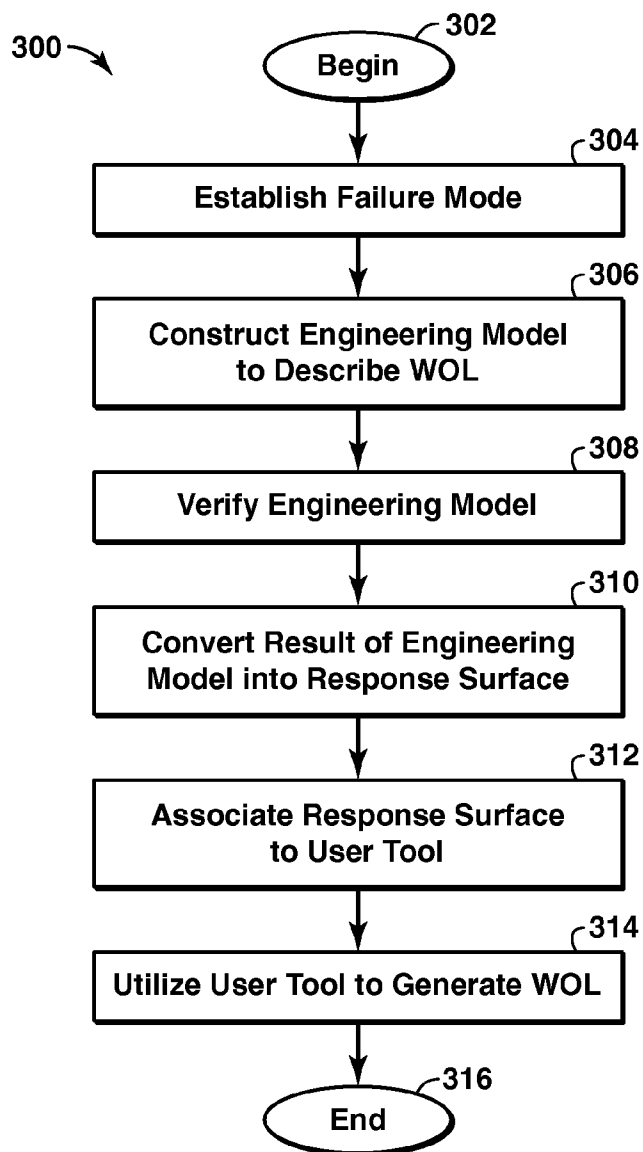 300
302
Begin
304
Establish Failure Mode
306
Construct Engineering Model
to Describe WOL
308
Verify Engineering Model
310
Convert Result of Engineering
Model into Response Surface
312
Associate Response Surface
to User Tool
314
Utilize User Tool to Generate WOL
316
End